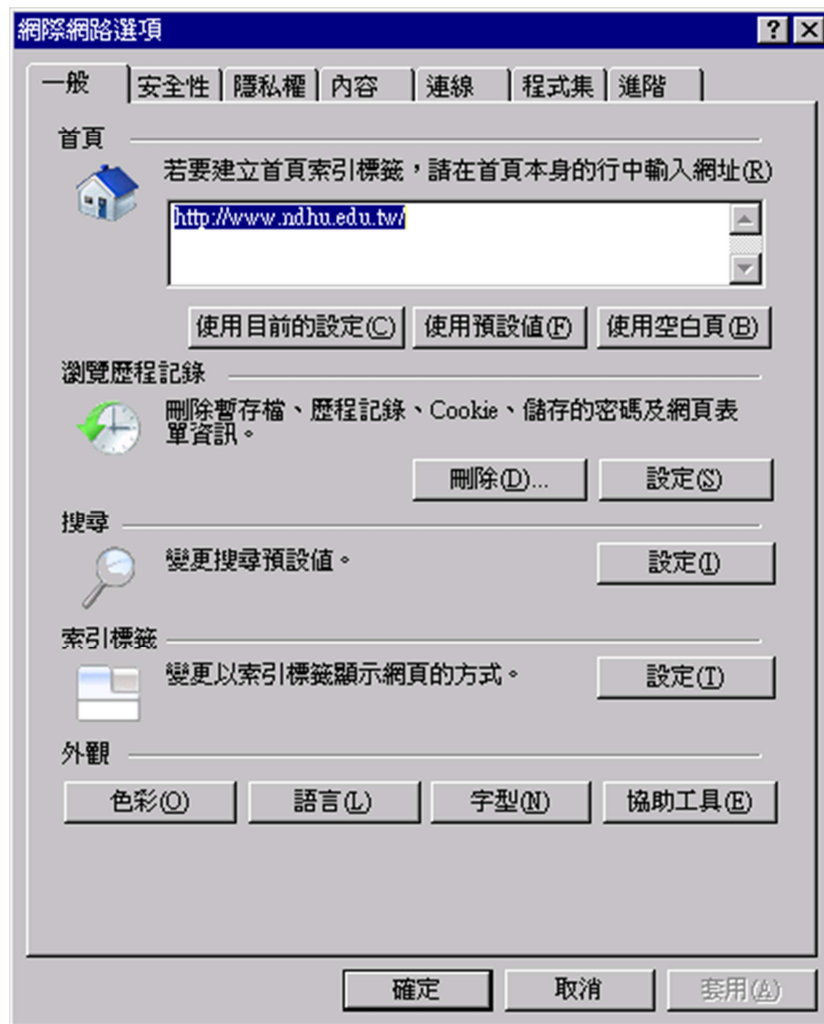 網際網路選項
一般 安全性 隱私權 內容 連線 程式集 進階
首頁
若要建立首頁索引標籤，請在首頁本身的行中輸入網址(R)
http://www.ndhu.edu.tw/
使用目前的設定(C) 使用預設值(F) 使用空白頁(B)
瀏覽歷程記錄
刪除暫存檔、歷程記錄、Cookie、儲存的密碼及網頁表
單資訊。
刪除(D)... 設定(S)
搜尋
變更搜尋預設值。 設定(I)
索引標籤
變更以索引標籤顯示網頁的方式。 設定(T)
外觀
色彩(O) 語言(L) 字型(N) 協助工具(E)
確定 取消 套用(A)